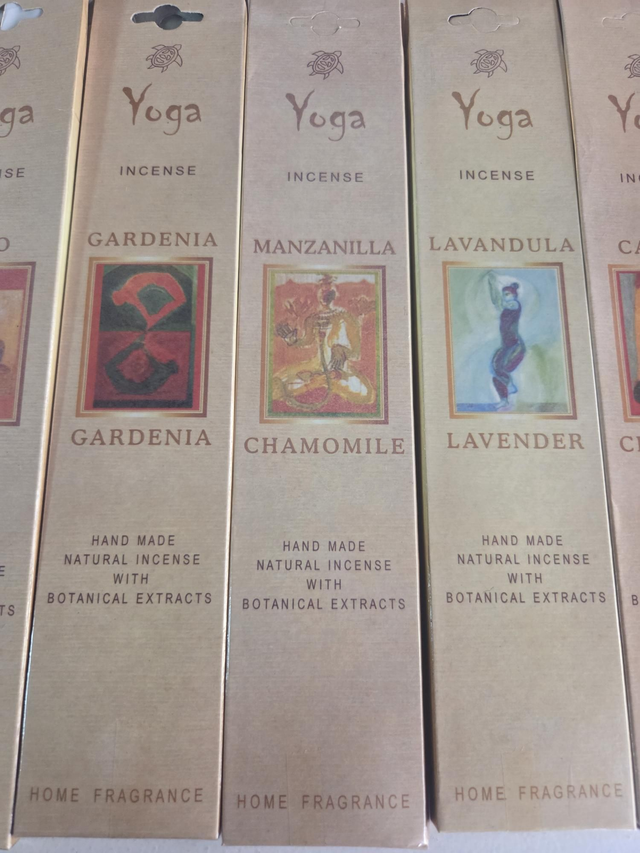 Yoga
INCENSE
GARDENIA
GARDENIA
HAND MADE
NATURAL INCENSE
WITH
BOTANICAL EXTRACTS
HOME FRAGRANCE
Yoga
INCENSE
MANZANILLA
CHAMOMILE
HAND MADE
NATURAL INCENSE
WITH
BOTANICAL EXTRACTS
HOME FRAGRANCE
Yoga
INCENSE
LAVANDULA
LAVENDER
HAND MADE
NATURAL INCENSE
WITH
BOTANICAL EXTRACTS
HOME FRAGRANCE